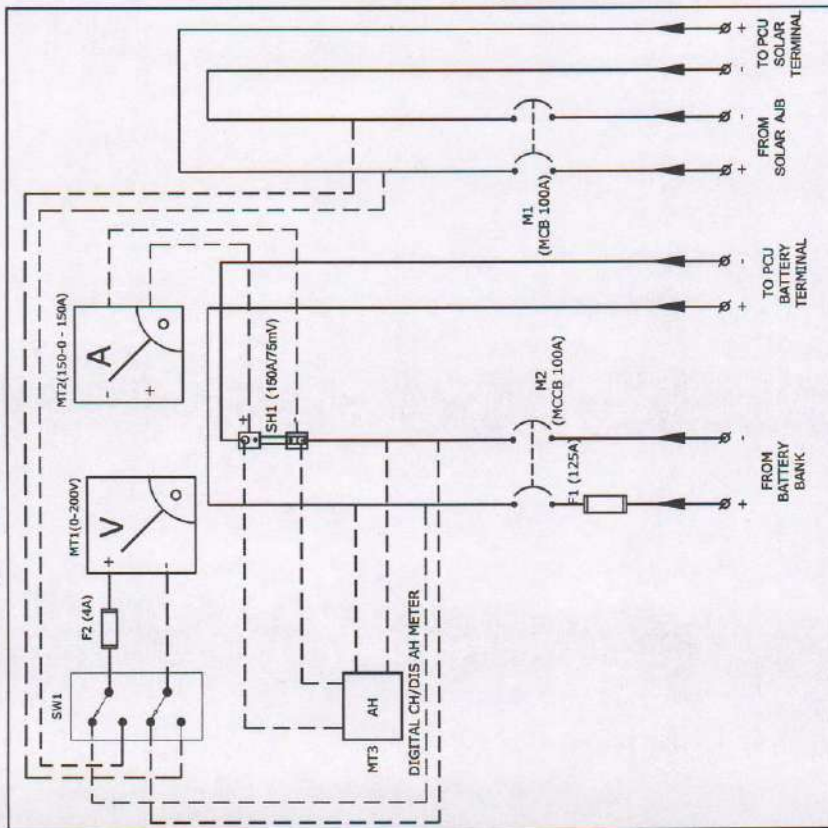 +
TO PCU
SOLAR
TERMINAL
-
-
FROM
SOLAR AJB
+
M1
(MCB 100A)
-
TO PCU
BATTERY
TERMINAL
+
MT2(150-0 - 150A)
A
-
+
+
SH1 (150A/75mV)
-
M2
(MCCB 100A)
-
FROM
BATTERY
BANK
+
F1 (125A)
MT1(0-200V)
V
+
-
F2 (4A)
SW1
AH
MT3
DIGITAL CH/DIS AH METER